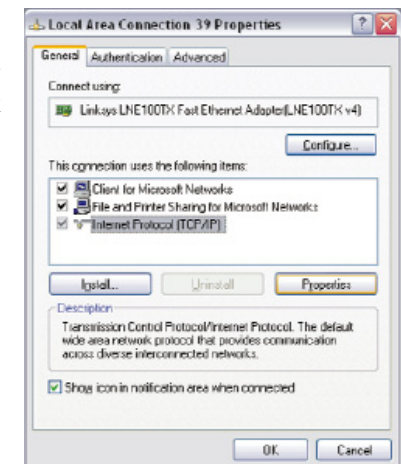 Local Area Connection 39 Properties
General Authentication Advanced
Connect using:
Linksys LNE100TX Fast Ethernet Adapter(LNE100TX v4)
Configure...
This connection uses the following items:
Client for Microsoft Networks
File and Printer Sharing for Microsoft Networks
Internet Protocol (TCP/IP)
Install... Uninstall Properties
Description
Transmission Control Protocol/Internet Protocol. The default
wide area network protocol that provides communication
across diverse interconnected networks.
Show icon in notification area when connected
OK Cancel